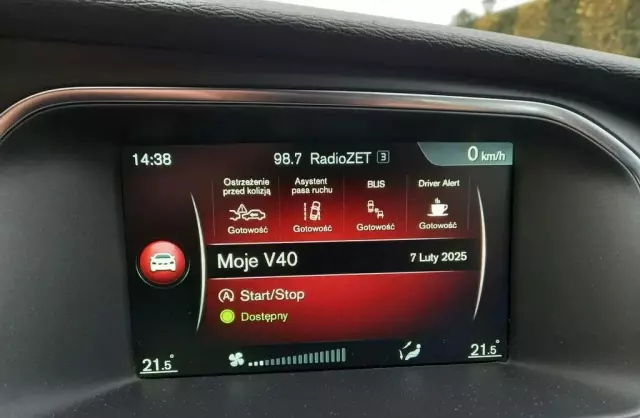 14:38 98.7 RadioZET 3 0 km/h
Ostrzeżenie przed kolizją
Gotowość
Asystent pasa ruchu
Gotowość
BLIS
Gotowość
Driver Alert
Gotowość
Moje V40 7 Luty 2025
A Start/Stop
Dostępny
21.5° 21.5°